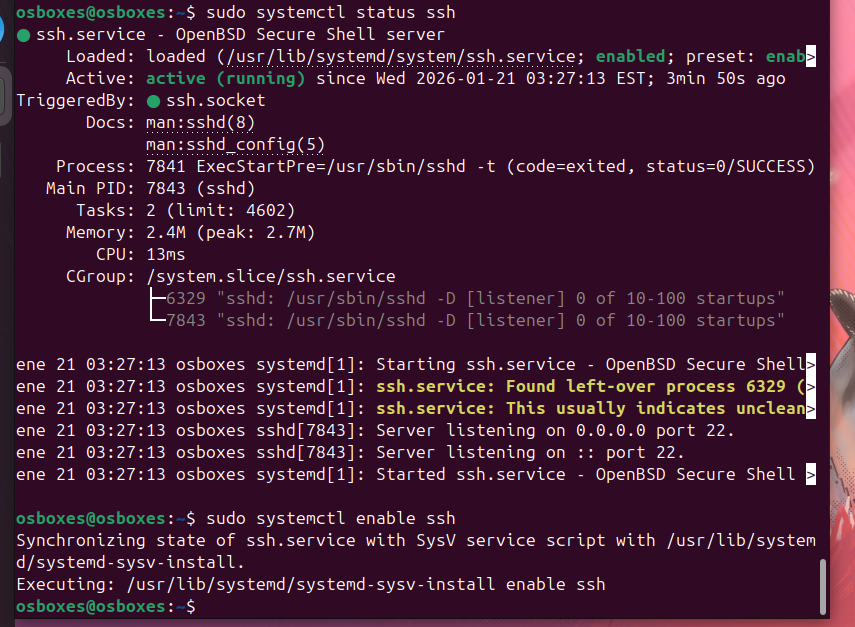 osboxes@osboxes:~$ sudo systemctl status ssh
● ssh.service - OpenBSD Secure Shell server
     Loaded: loaded (/usr/lib/systemd/system/ssh.service; enabled; preset: enab>
     Active: active (running) since Wed 2026-01-21 03:27:13 EST; 3min 50s ago
TriggeredBy: ● ssh.socket
       Docs: man:sshd(8)
             man:sshd_config(5)
    Process: 7841 ExecStartPre=/usr/sbin/sshd -t (code=exited, status=0/SUCCESS)
   Main PID: 7843 (sshd)
      Tasks: 2 (limit: 4602)
     Memory: 2.4M (peak: 2.7M)
        CPU: 13ms
     CGroup: /system.slice/ssh.service
             ├─6329 "sshd: /usr/sbin/sshd -D [listener] 0 of 10-100 startups"
             └─7843 "sshd: /usr/sbin/sshd -D [listener] 0 of 10-100 startups"

ene 21 03:27:13 osboxes systemd[1]: Starting ssh.service - OpenBSD Secure Shell>
ene 21 03:27:13 osboxes systemd[1]: ssh.service: Found left-over process 6329 (>
ene 21 03:27:13 osboxes systemd[1]: ssh.service: This usually indicates unclean>
ene 21 03:27:13 osboxes sshd[7843]: Server listening on 0.0.0.0 port 22.
ene 21 03:27:13 osboxes sshd[7843]: Server listening on :: port 22.
ene 21 03:27:13 osboxes systemd[1]: Started ssh.service - OpenBSD Secure Shell >

osboxes@osboxes:~$ sudo systemctl enable ssh
Synchronizing state of ssh.service with SysV service script with /usr/lib/system
d/systemd-sysv-install.
Executing: /usr/lib/systemd/systemd-sysv-install enable ssh
osboxes@osboxes:~$